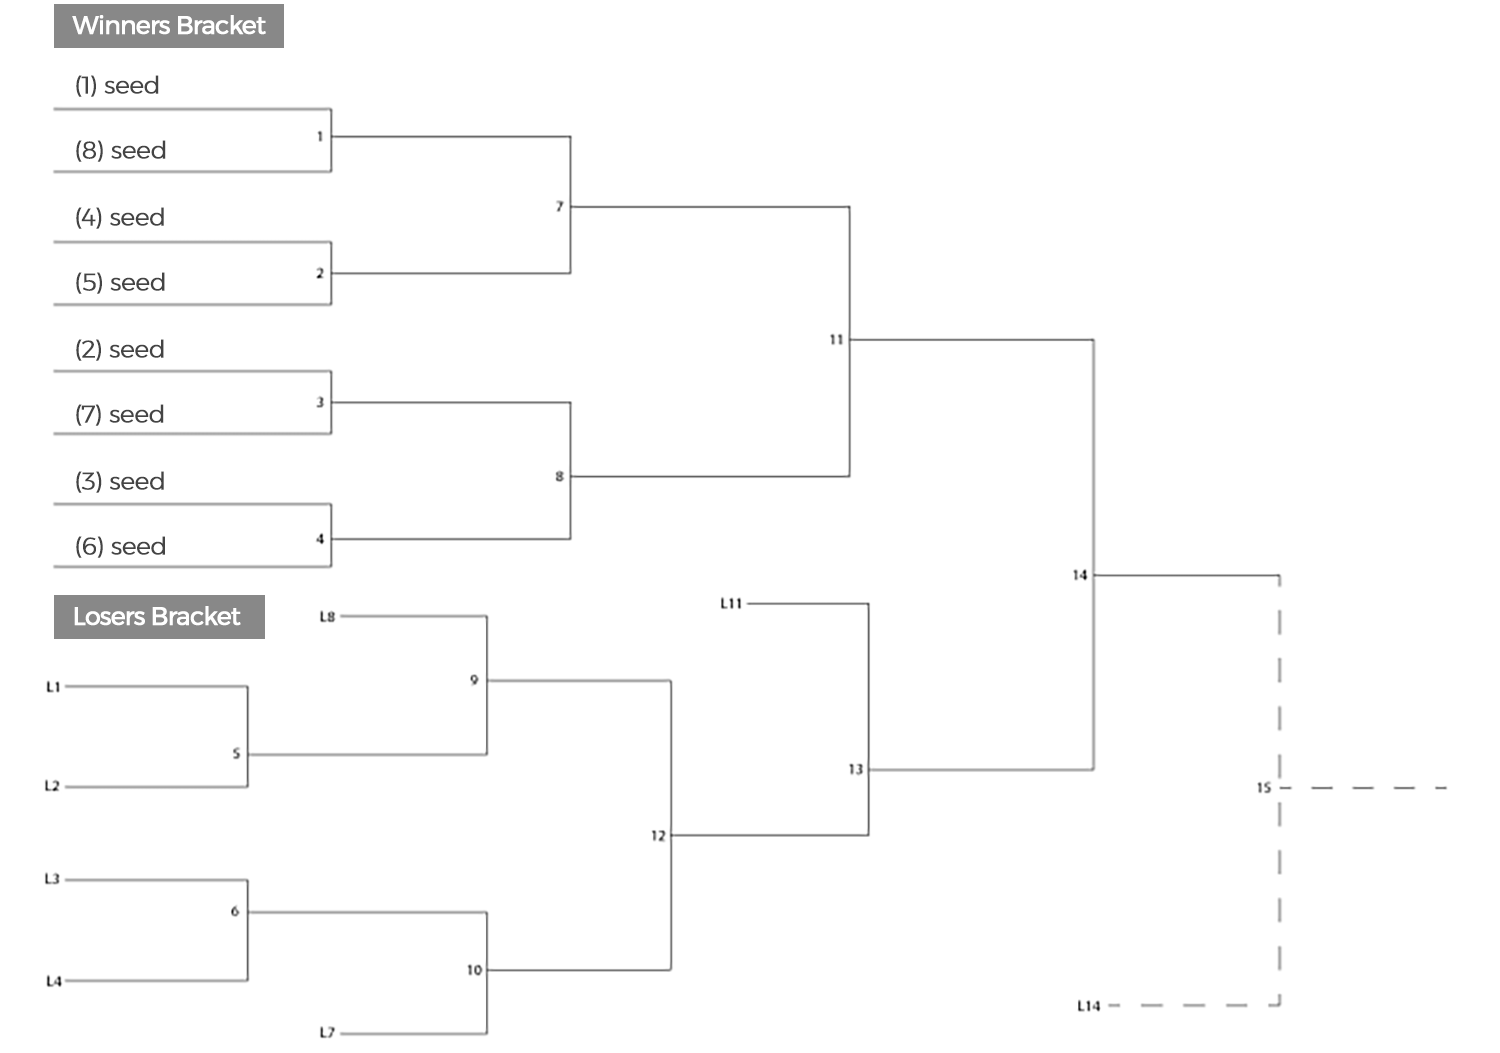 Winners Bracket
(1) seed
1
(8) seed
(4) seed
7
2
(5) seed
(2) seed
11
3
(7) seed
8
(3) seed
4
(6) seed
14
Losers Bracket
L8
L11
9
L1
5
L2
13
15
12
L3
6
10
L4
L14
L7